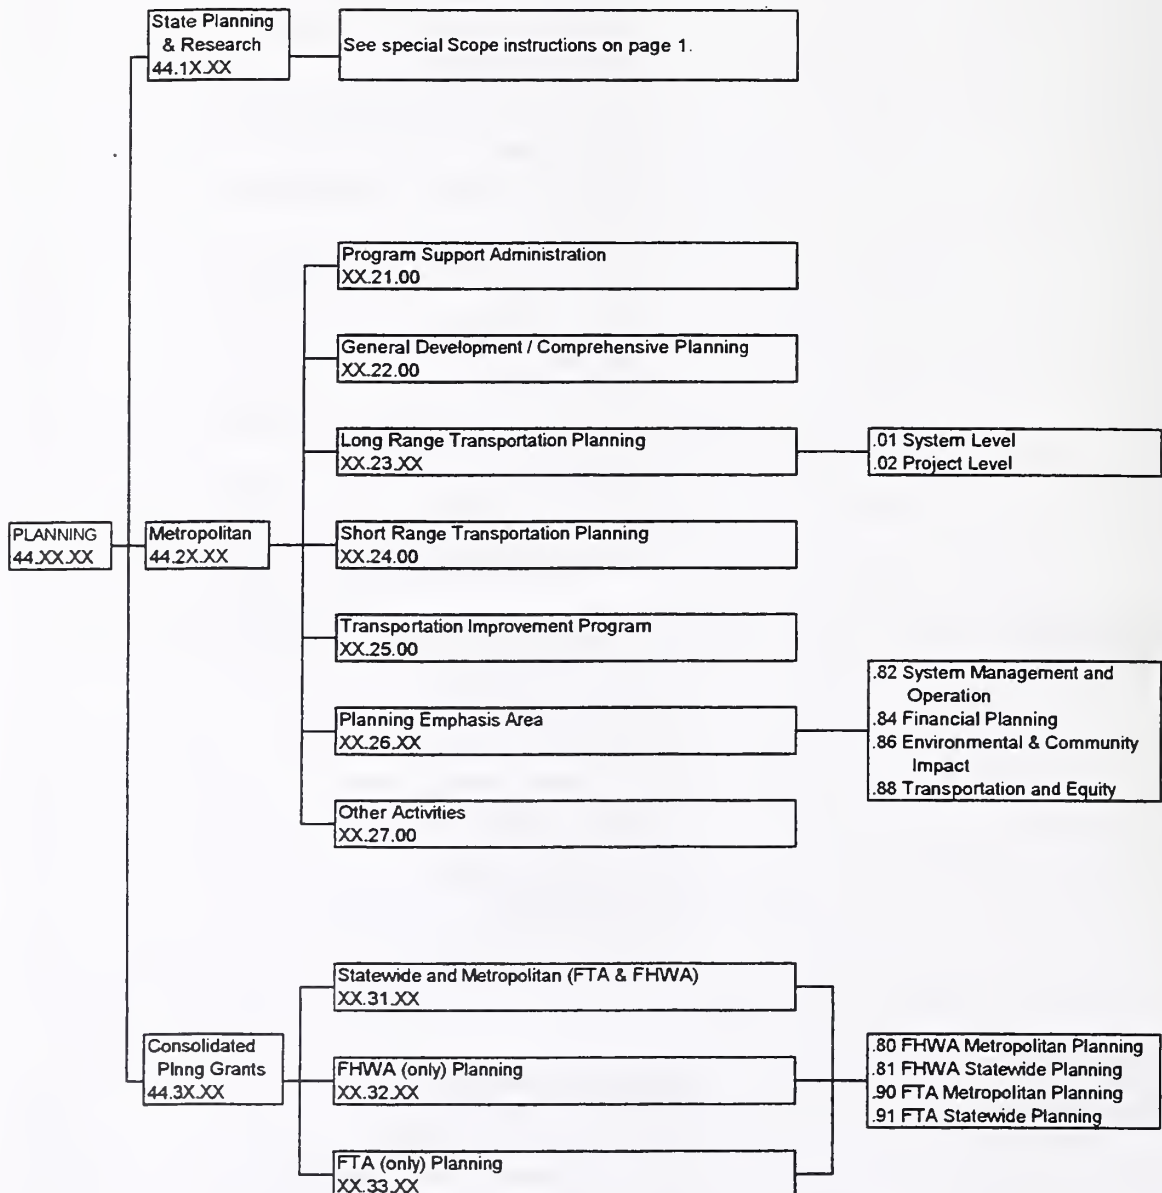 State Planning
& Research
44.1X.XX
See special Scope instructions on page 1.
Program Support Administration
XX.21.00
General Development / Comprehensive Planning
XX.22.00
Long Range Transportation Planning
XX.23.XX
.01 System Level
.02 Project Level
PLANNING
44.XX.XX
Metropolitan
44.2X.XX
Short Range Transportation Planning
XX.24.00
Transportation Improvement Program
XX.25.00
Planning Emphasis Area
XX.26.XX
.82 System Management and
Operation
.84 Financial Planning
.86 Environmental & Community
Impact
.88 Transportation and Equity
Other Activities
XX.27.00
Statewide and Metropolitan (FTA & FHWA)
XX.31.XX
Consolidated
Plnng Grants
44.3X.XX
FHWA (only) Planning
XX.32.XX
.80 FHWA Metropolitan Planning
.81 FHWA Statewide Planning
.90 FTA Metropolitan Planning
.91 FTA Statewide Planning
FTA (only) Planning
XX.33.XX